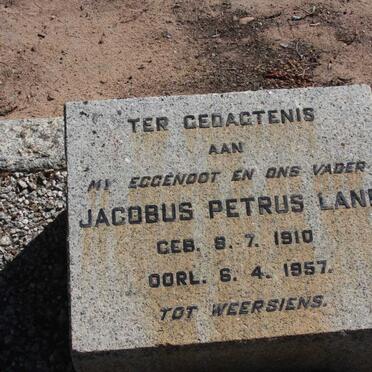 TER GEDAGTENIS
AAN
MY EGGENOOT EN ONS VADER
JACOBUS PETRUS LAN
GEB. 8. 7. 1910
OORL. 6. 4. 1957.
TOT WEERSIENS.